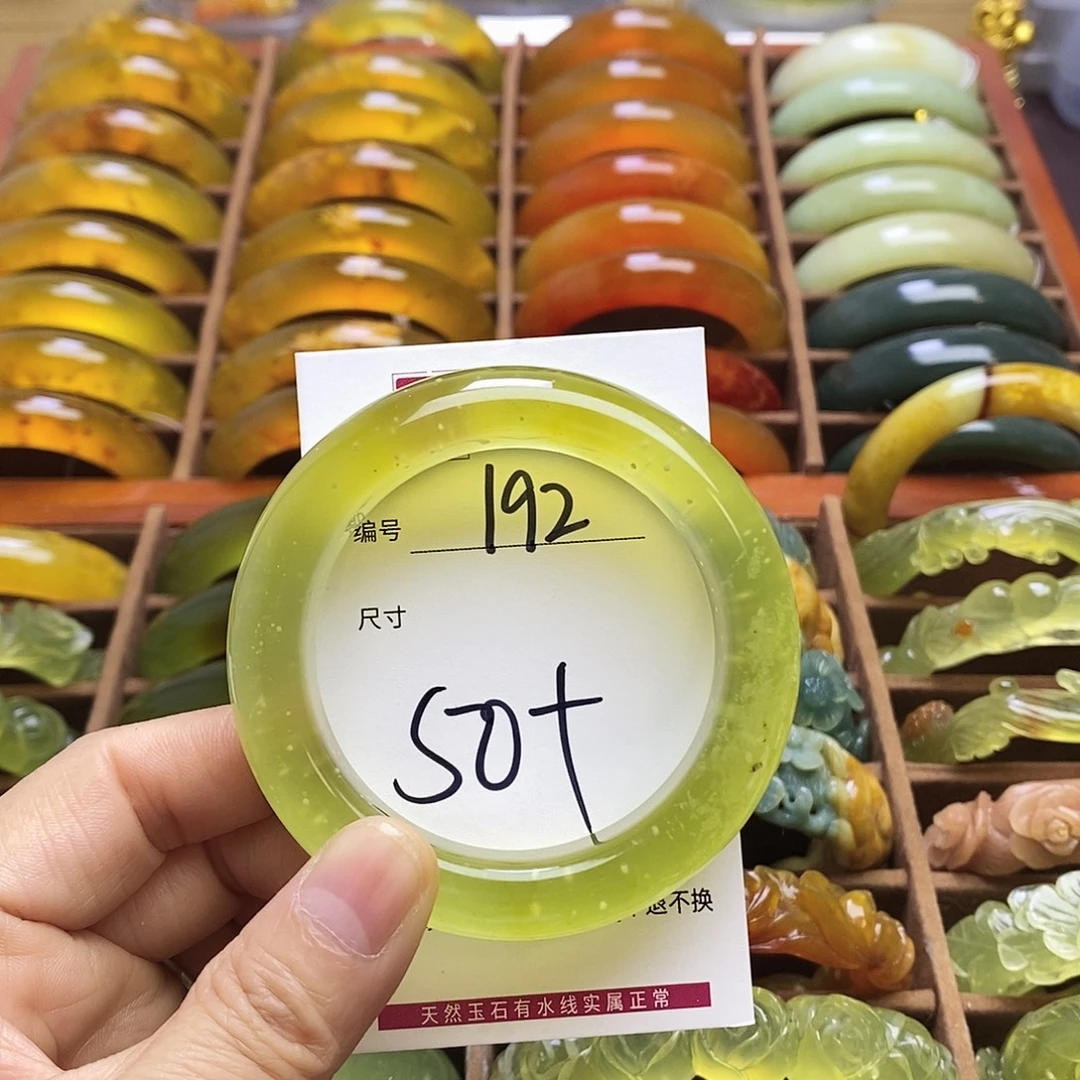 编号 192
尺寸
50+
退不换
天然玉石有水线实属正常